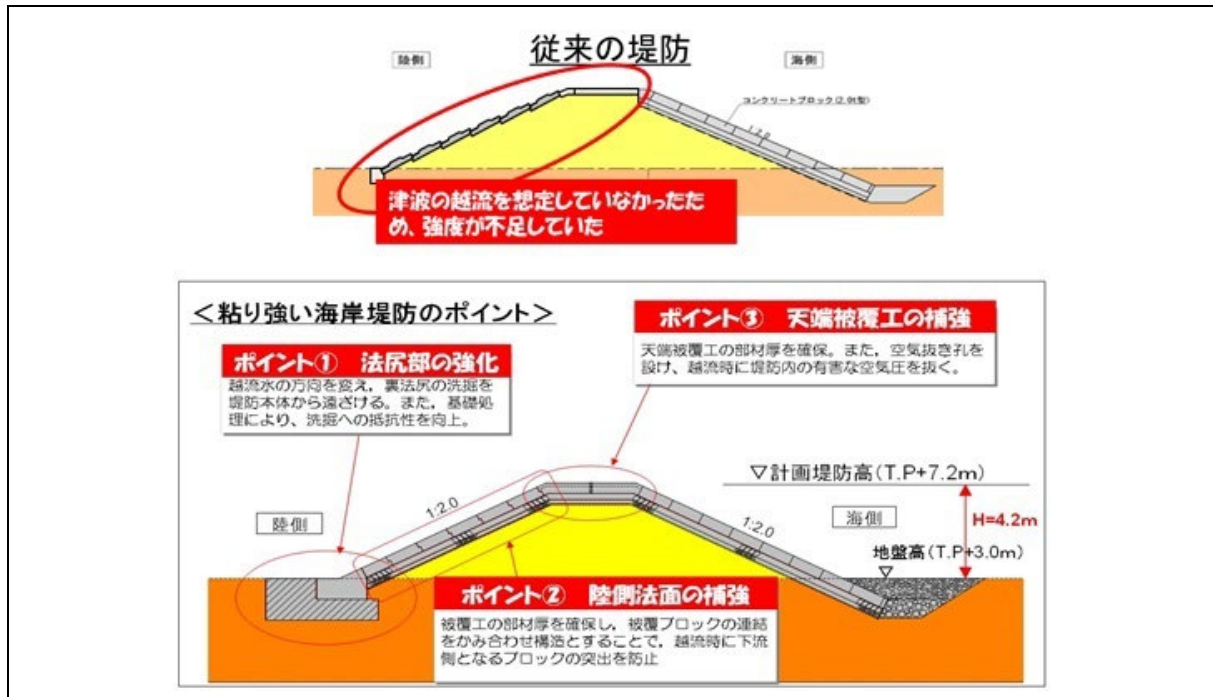 従来の堤防
陸側
海側
コンクリートブロック(2.0t型)
1:2.0
津波の越流を想定していなかったた
め、強度が不足していた
＜粘り強い海岸堤防のポイント＞
ポイント① 法尻部の強化
越流水の方向を変え，裏法尻の洗掘を
堤防本体から遠ざける。また，基礎処
理により、洗掘への抵抗性を向上。
ポイント③ 天端被覆工の補強
天端被覆工の部材厚を確保。また，空気抜き孔を
設け、越流時に堤防内の有害な空気圧を抜く。
▽計画堤防高(T.P+7.2m)
1:2.0
陸側
1:2.0
海側
H=4.2m
地盤高(T.P+3.0m)
▽
ポイント② 陸側法面の補強
被覆工の部材厚を確保し，被覆ブロックの連結
をかみ合わせ構造とすることで，越流時に下流
側となるブロックの突出を防止